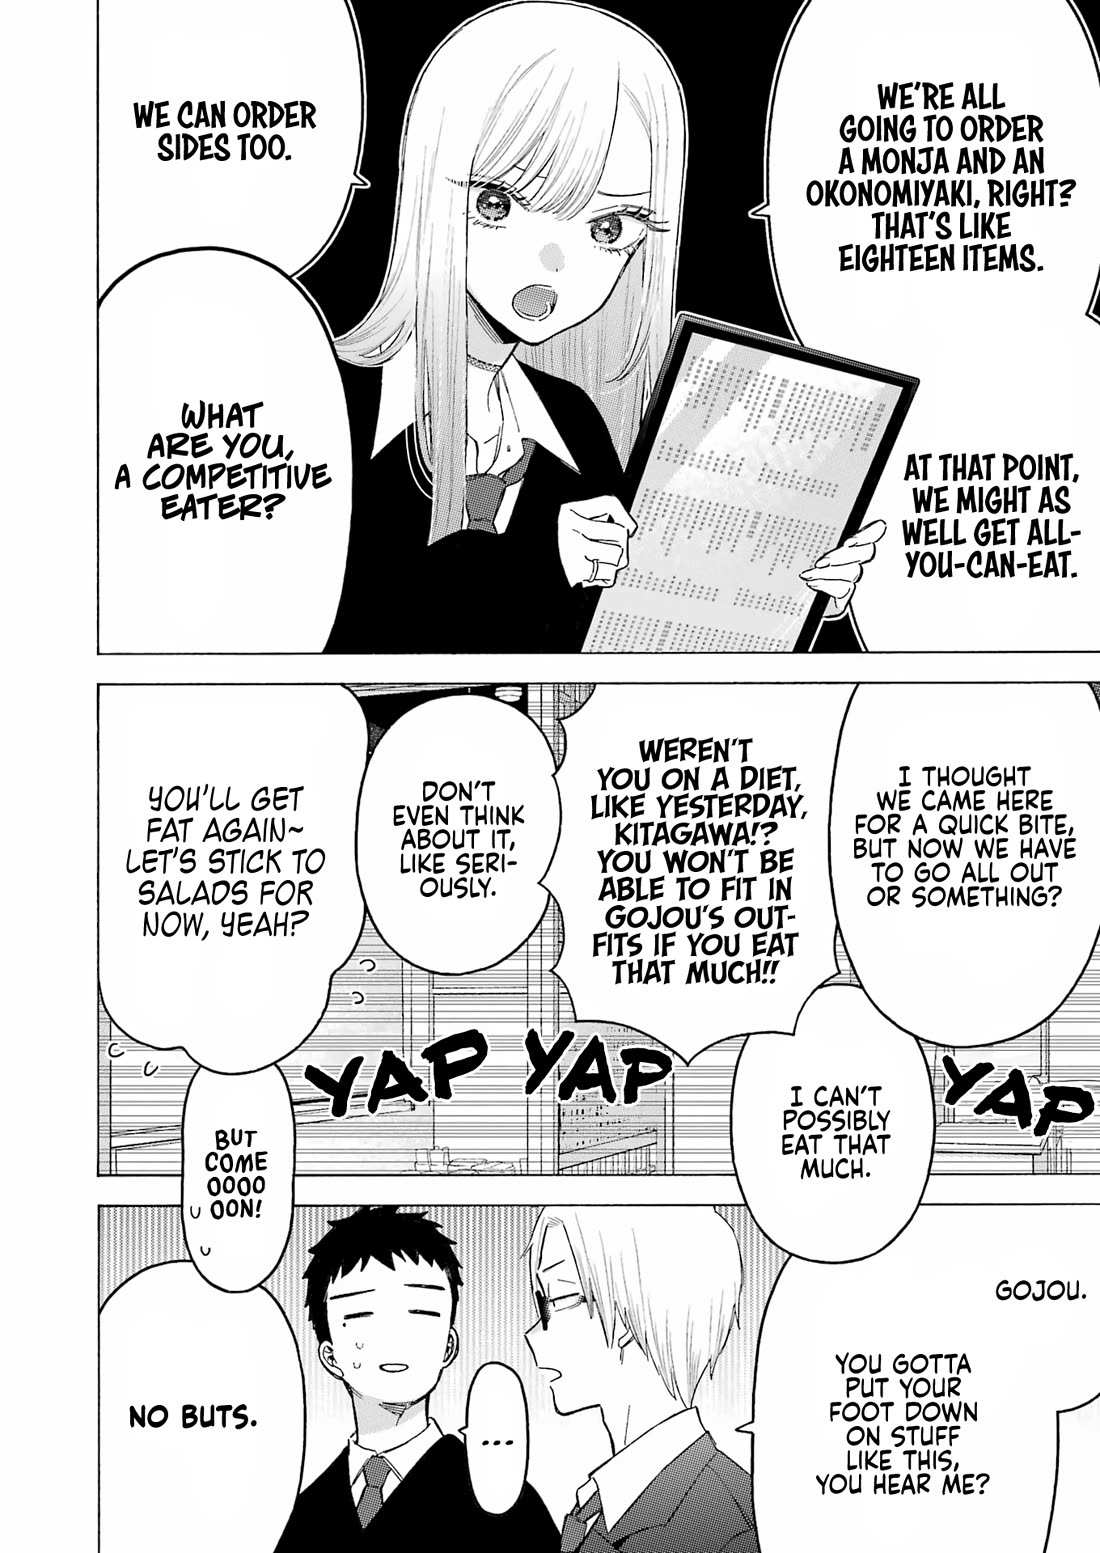 WE'RE ALL
GOING TO ORDER
A MONJA AND AN
OKONOMIYAKI, RIGHT?
THAT'S LIKE
EIGHTEEN ITEMS.
AT THAT POINT,
WE MIGHT AS
WELL GET ALL-
YOU-CAN-EAT.
WE CAN ORDER
SIDES TOO.
WHAT
ARE YOU,
A COMPETITIVE
EATER?
I THOUGHT
WE CAME HERE
FOR A QUICK BITE,
BUT NOW WE HAVE
TO GO ALL OUT
OR SOMETHING?
WEREN'T
YOU ON A DIET,
LIKE YESTERDAY,
KITAGAWA!?
YOU WON'T BE
ABLE TO FIT IN
GOJOU'S OUT-
FITS IF YOU EAT
THAT MUCH!!
I CAN'T
POSSIBLY
EAT THAT
MUCH.
DON'T
EVEN THINK
ABOUT IT,
LIKE SERI-
OUSLY.
YOU'LL GET
FAT AGAIN~
LET'S STICK TO
SALADS FOR
NOW, YEAH?
YAP
YAP
YAP
BUT
COME
OOOO
OON!
GOJOU.
YOU GOTTA
PUT YOUR
FOOT DOWN
ON STUFF
LIKE THIS,
YOU HEAR ME?
...
NO BUTS.